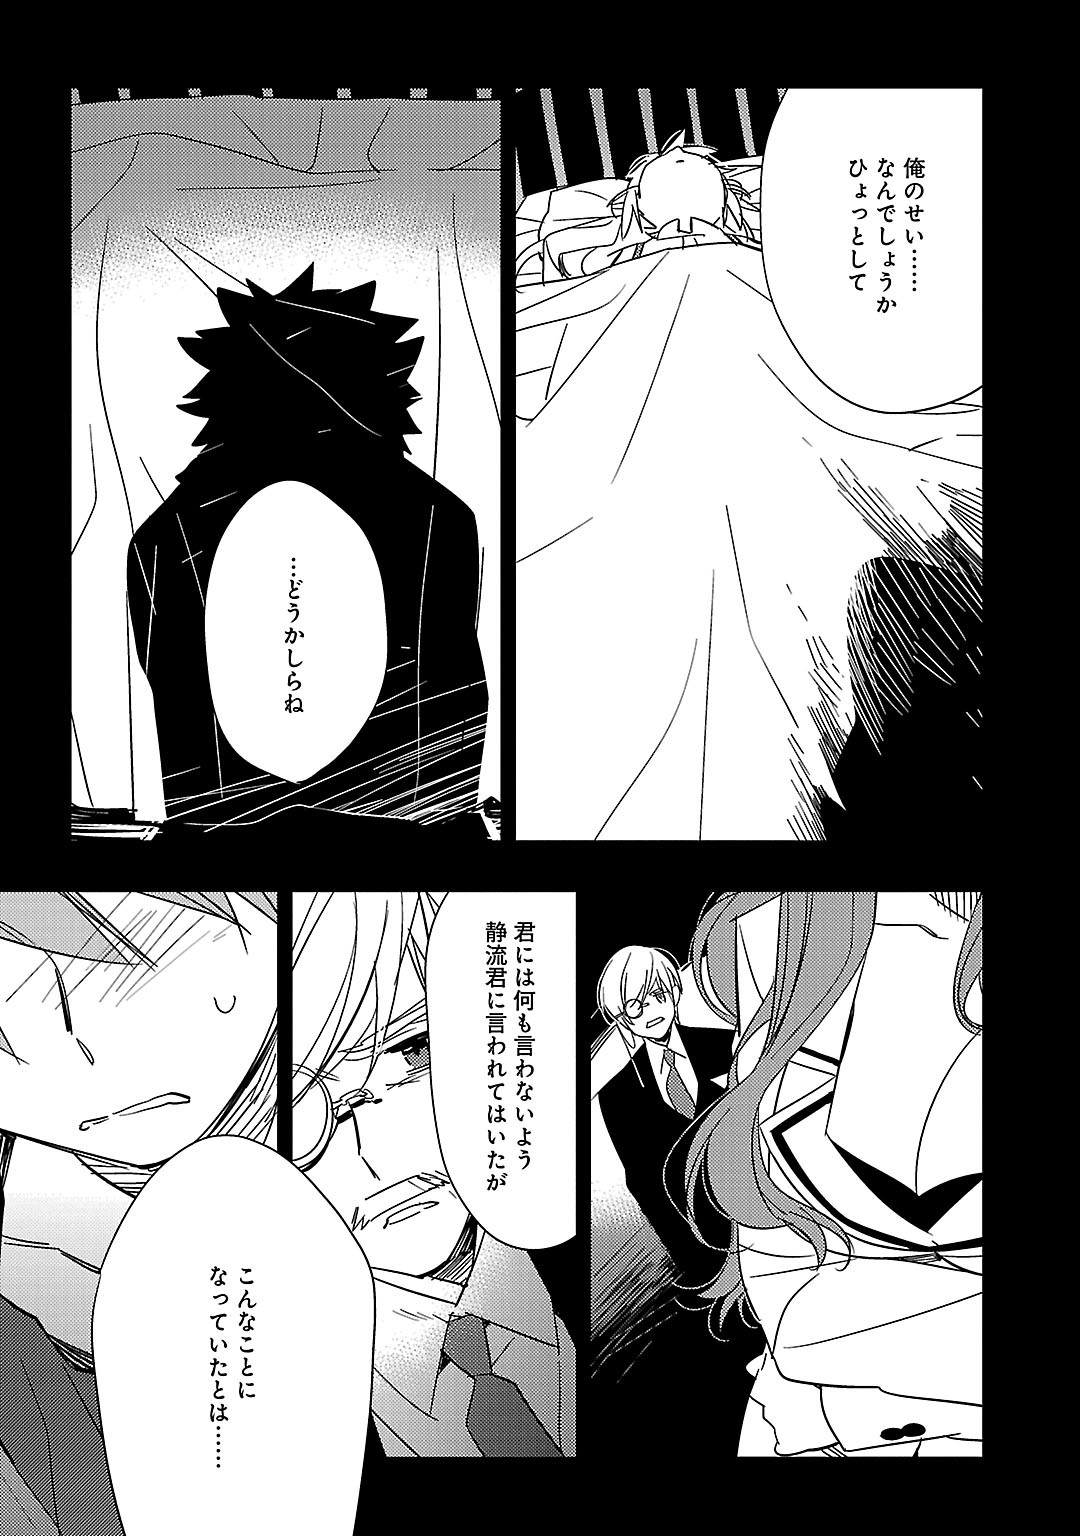 俺のせい……
なんでしょうか
ひょっとして
…どうかしらね
君には何も言わないよう
静流君に言われてはいたが
こんなことに
なっていたとは……